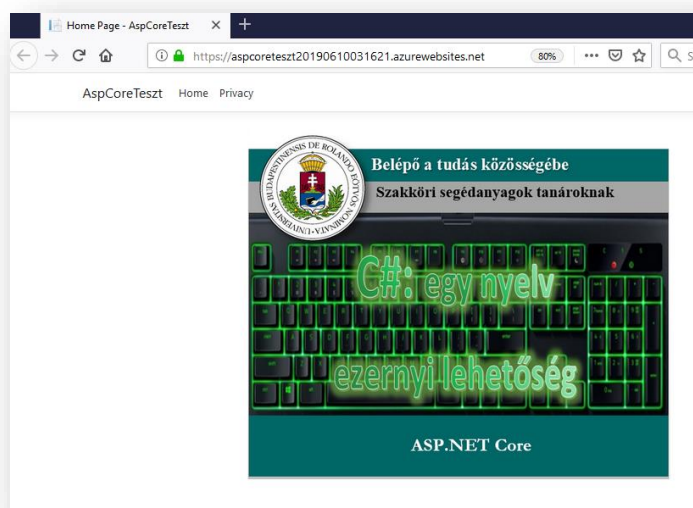 Home Page - AspCoreTeszt
https://aspcoreteszt20190610031621.azurewebsites.net
80%
AspCoreTeszt Home Privacy
Belépő a tudás közösségébe
Szakköri segédanyagok tanároknak
C#: egy nyelv
ezernyi lehetőség
ASP.NET Core